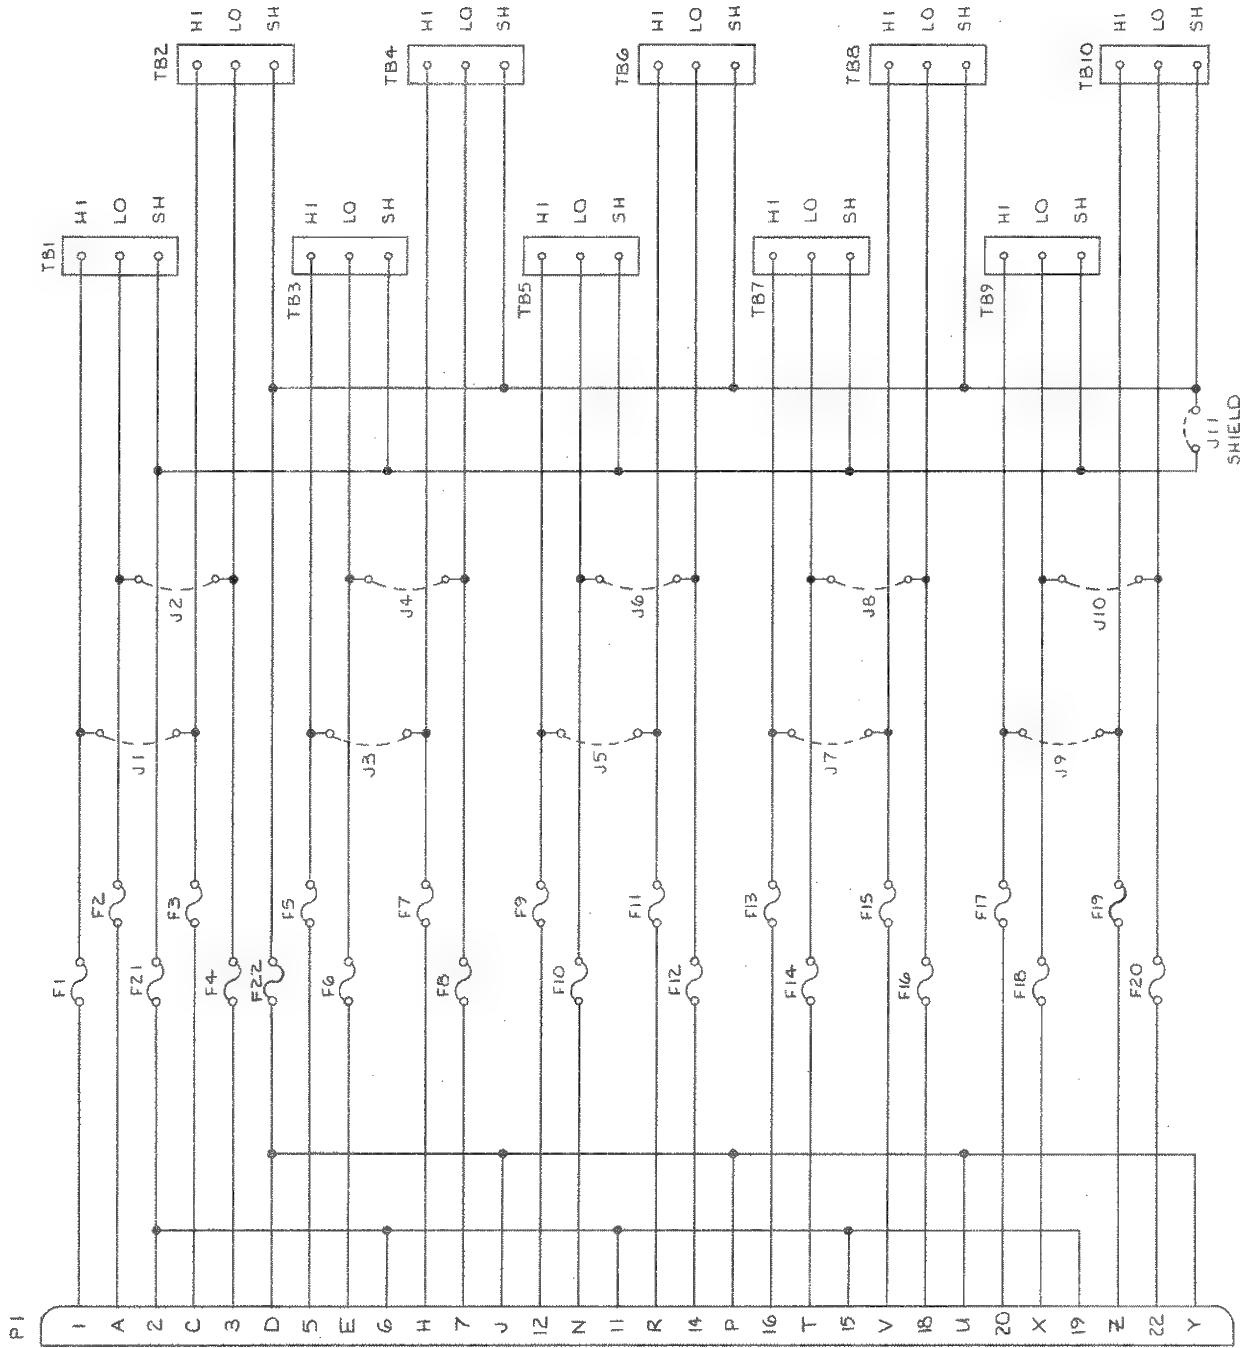 P1
1
A
2
C
3
D
5
E
6
H
7
J
12
N
11
R
14
P
16
T
15
V
18
U
20
X
19
Z
22
Y
F1
F2
F21
F3
F4
F22
F5
F6
F7
F8
F9
F10
F11
F12
F13
F14
F15
F16
F17
F18
F19
F20
J1
J2
J3
J4
J5
J6
J7
J8
J9
J10
J11
SHIELD
TB1
HI
LO
SH
TB2
HI
LO
SH
TB3
HI
LO
SH
TB4
HI
LO
SH
TB5
HI
LO
SH
TB6
HI
LO
SH
TB7
HI
LO
SH
TB8
HI
LO
SH
TB9
HI
LO
SH
TB10
HI
LO
SH